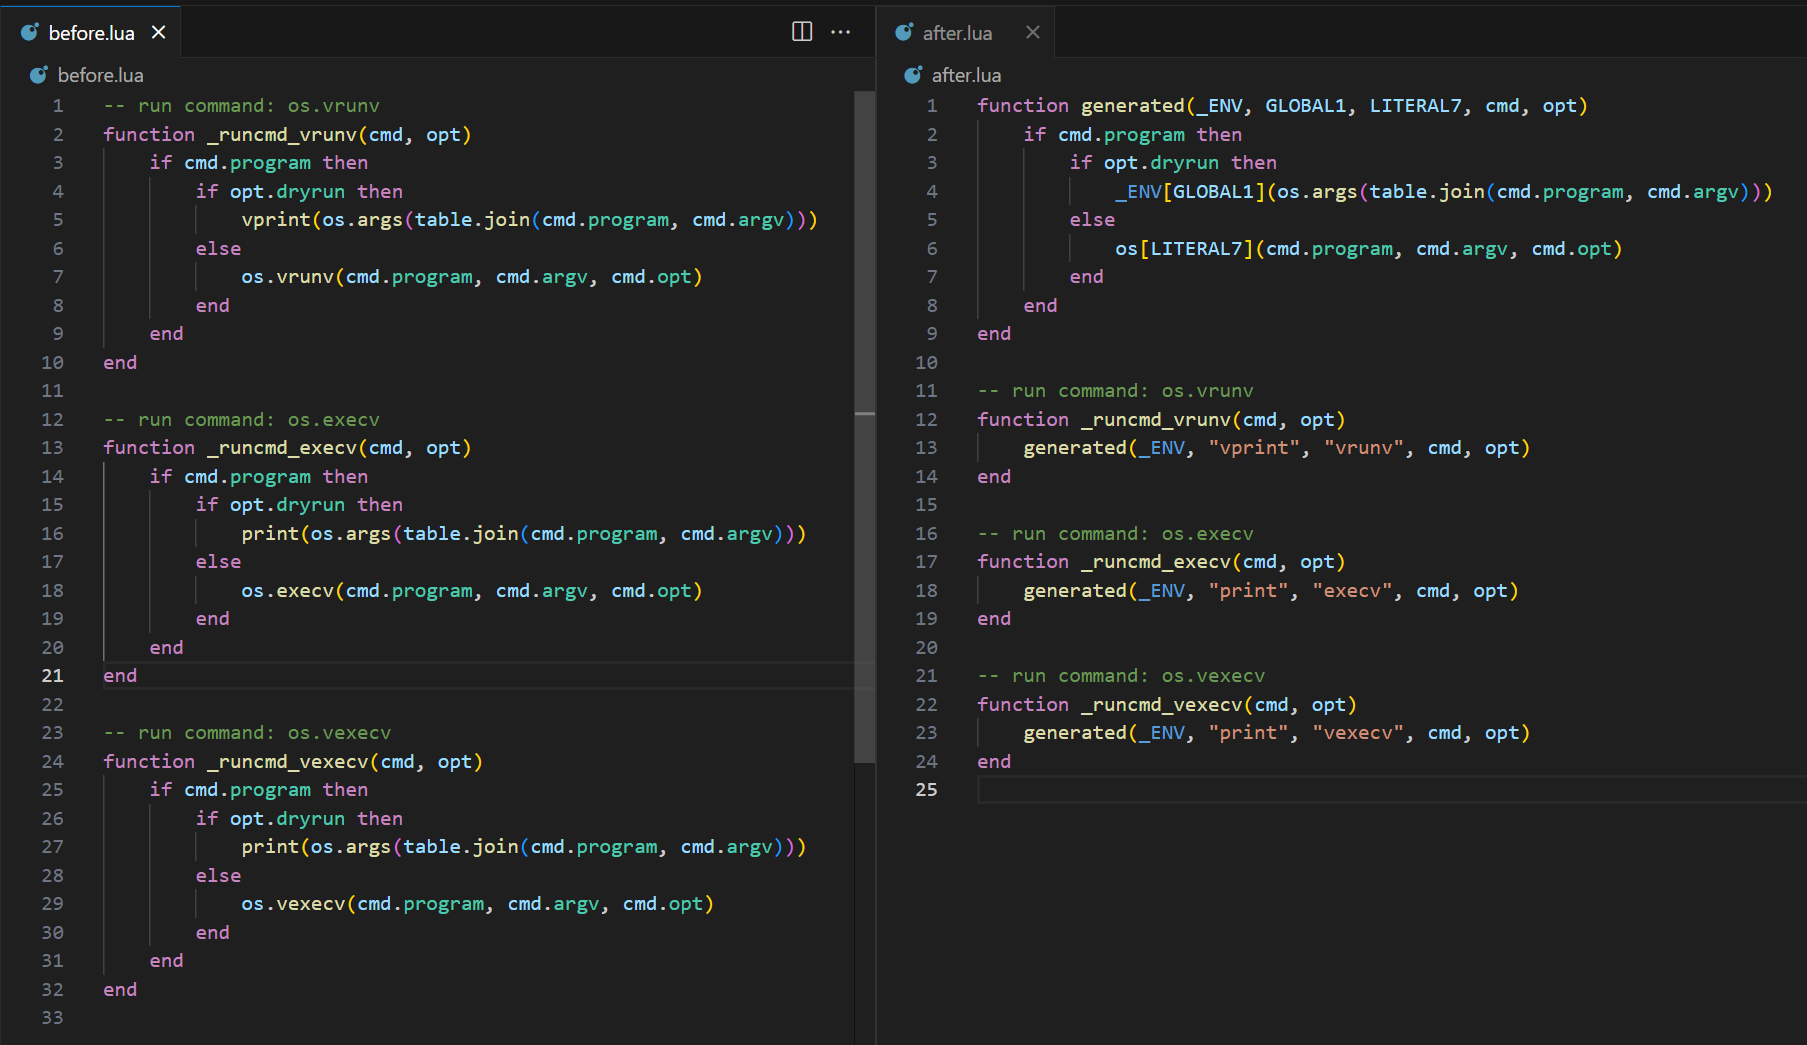 before.lua
before.lua
1 -- run command: os.vrunv
2 function _runcmd_vrunv(cmd, opt)
3     if cmd.program then
4         if opt.dryrun then
5             vprint(os.args(table.join(cmd.program, cmd.argv)))
6         else
7             os.vrunv(cmd.program, cmd.argv, cmd.opt)
8         end
9     end
10 end
11
12 -- run command: os.execv
13 function _runcmd_execv(cmd, opt)
14     if cmd.program then
15         if opt.dryrun then
16             print(os.args(table.join(cmd.program, cmd.argv)))
17         else
18             os.execv(cmd.program, cmd.argv, cmd.opt)
19         end
20     end
21 end
22
23 -- run command: os.vexecv
24 function _runcmd_vexecv(cmd, opt)
25     if cmd.program then
26         if opt.dryrun then
27             print(os.args(table.join(cmd.program, cmd.argv)))
28         else
29             os.vexecv(cmd.program, cmd.argv, cmd.opt)
30         end
31     end
32 end
33
after.lua
after.lua
1 function generated(_ENV, GLOBAL1, LITERAL7, cmd, opt)
2     if cmd.program then
3         if opt.dryrun then
4             _ENV[GLOBAL1](os.args(table.join(cmd.program, cmd.argv)))
5         else
6             os[LITERAL7](cmd.program, cmd.argv, cmd.opt)
7         end
8     end
9 end
10
11 -- run command: os.vrunv
12 function _runcmd_vrunv(cmd, opt)
13     generated(_ENV, "vprint", "vrunv", cmd, opt)
14 end
15
16 -- run command: os.execv
17 function _runcmd_execv(cmd, opt)
18     generated(_ENV, "print", "execv", cmd, opt)
19 end
20
21 -- run command: os.vexecv
22 function _runcmd_vexecv(cmd, opt)
23     generated(_ENV, "print", "vexecv", cmd, opt)
24 end
25